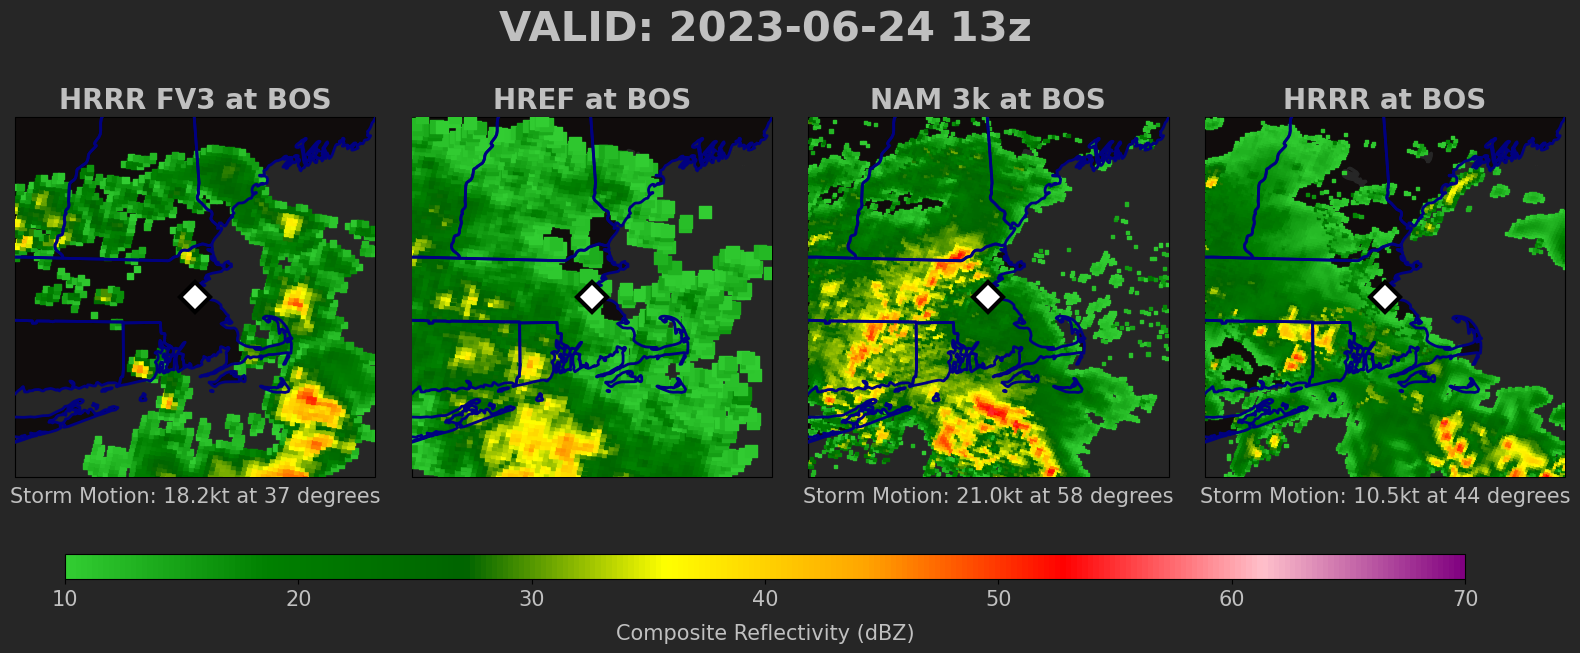 VALID: 2023-06-24 13z
HRRR FV3 at BOS
HREF at BOS
NAM 3k at BOS
HRRR at BOS
Storm Motion: 18.2kt at 37 degrees
Storm Motion: 21.0kt at 58 degrees
Storm Motion: 10.5kt at 44 degrees
10 20 30 40 50 60 70
Composite Reflectivity (dBZ)